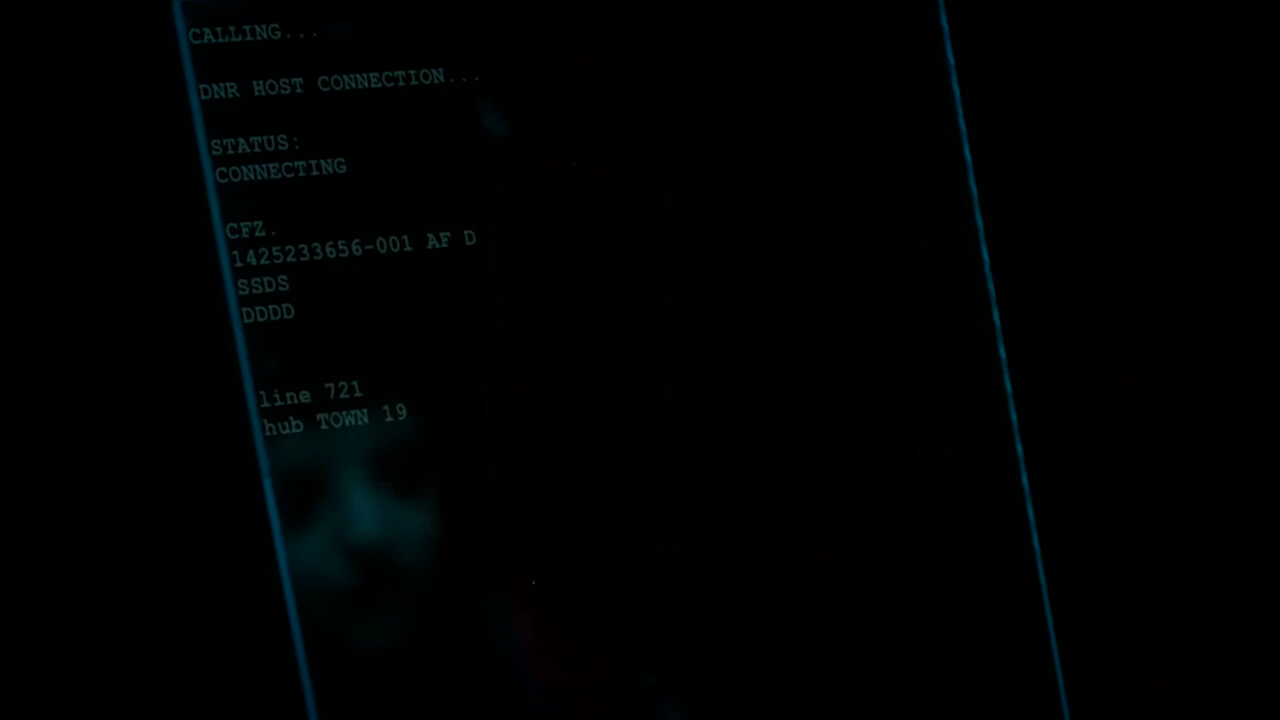 CALLING...
DNR HOST CONNECTION...
STATUS:
CONNECTING
CFZ.
1425233656-001 AF D
SSDS
DDDD
line 721
hub TOWN 19